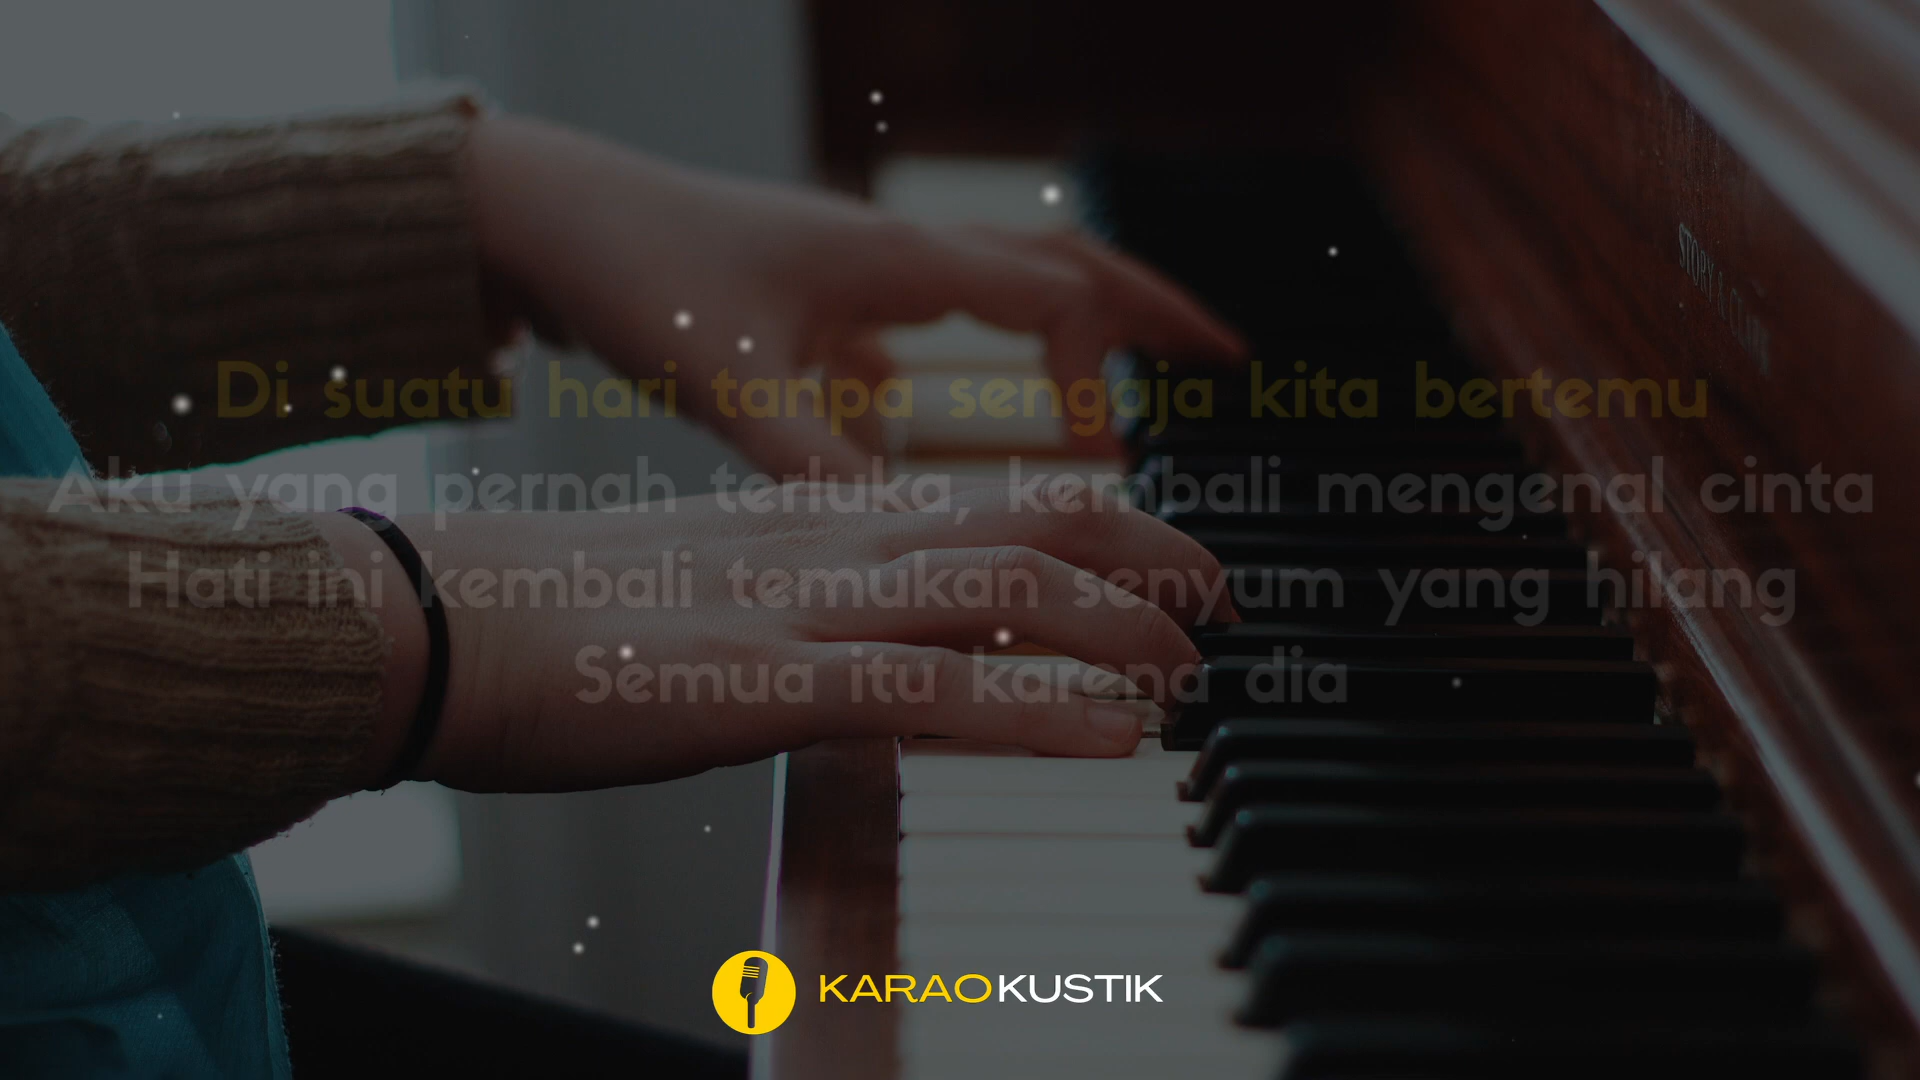 Di suatu hari tanpa sengaja kita bertemu
Aku yang pernah terluka, kembali mengenal cinta
Hati ini kembali temukan senyum yang hilang
Semua itu karena dia
KARAOKUSTIK